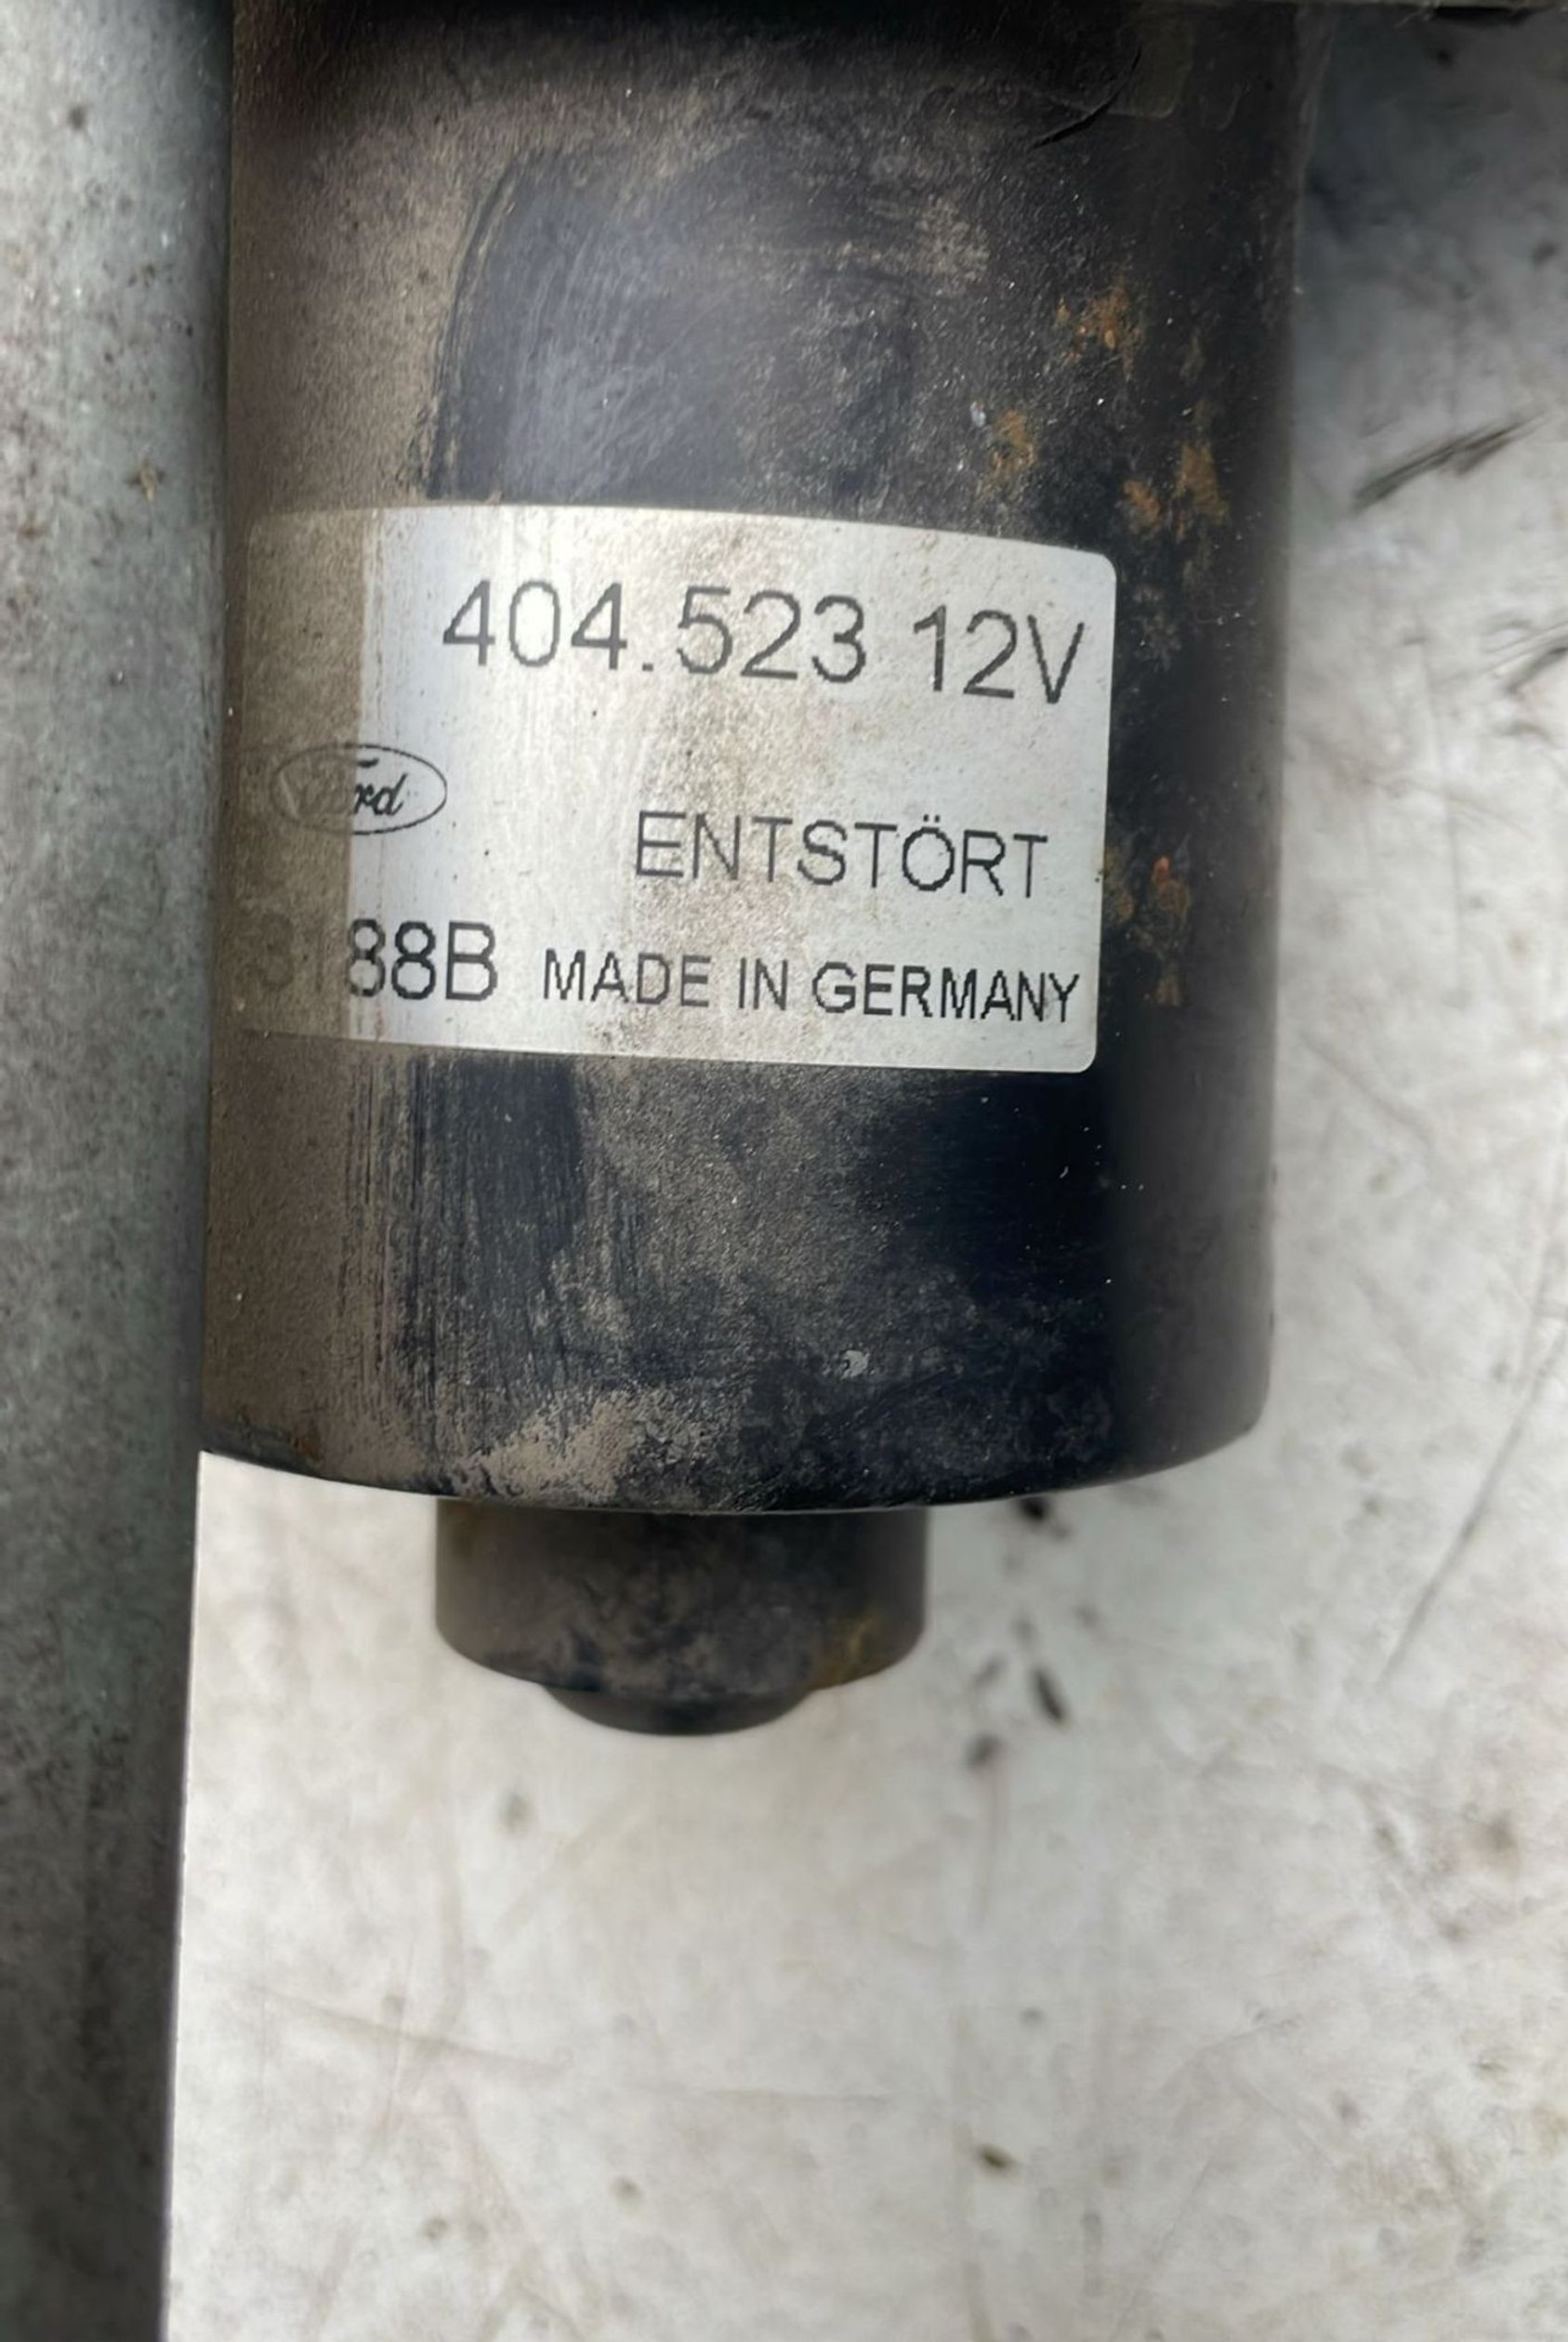 404.523 12V
Ford
ENTSTÖRT
88B MADE IN GERMANY